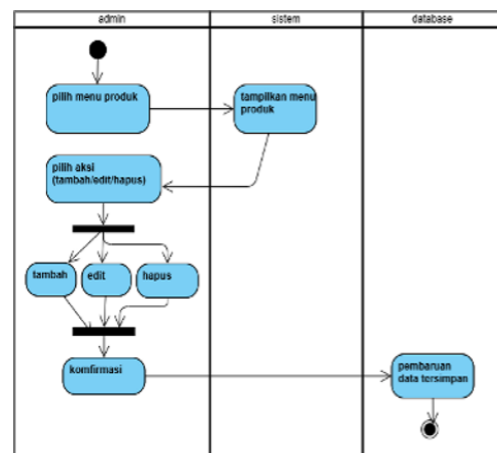 admin
sistem
database
pilih menu produk
tampilkan menu
produk
pilih aksi
(tambah/edit/hapus)
tambah
edit
hapus
komfirmasi
pembaruan
data tersimpan